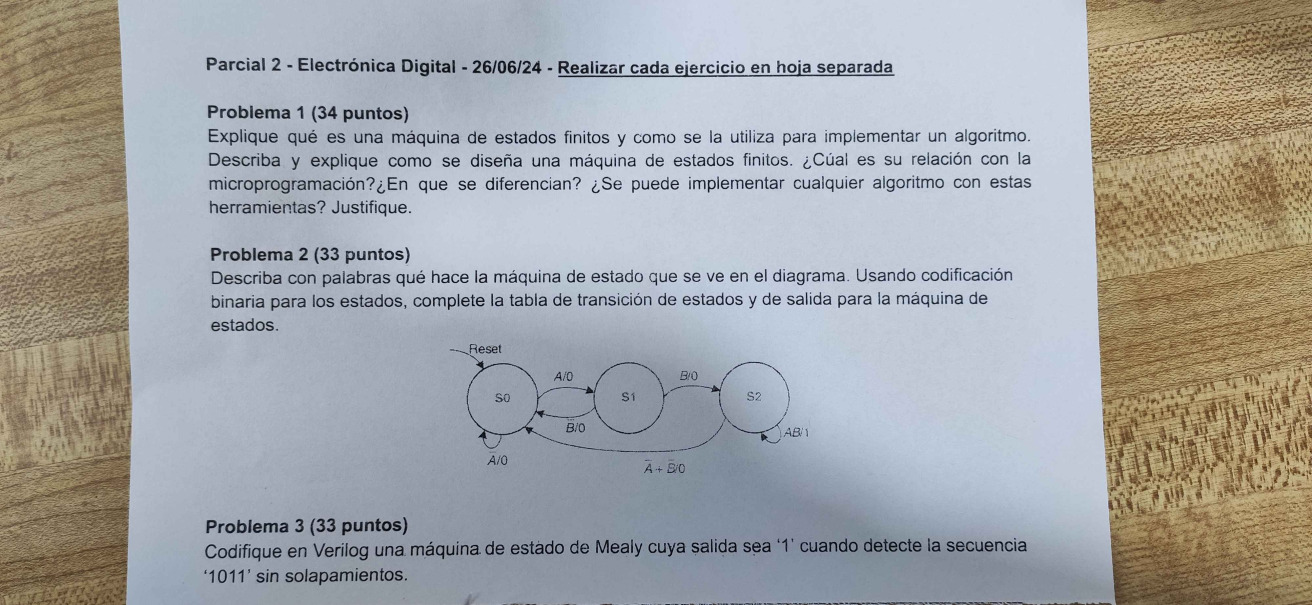 Parcial 2 - Electrónica Digital - 26/06/24 - Realizar cada ejercicio en hoja separada
Problema 1 (34 puntos)
Explique qué es una máquina de estados finitos y como se la utiliza para implementar un algoritmo.
Describa y explique como se diseña una máquina de estados finitos. ¿Cúal es su relación con la
microprogramación?¿En que se diferencian? ¿Se puede implementar cualquier algoritmo con estas
herramientas? Justifique.
Problema 2 (33 puntos)
Describa con palabras qué hace la máquina de estado que se ve en el diagrama. Usando codificación
binaria para los estados, complete la tabla de transición de estados y de salida para la máquina de
estados.
Reset
A/0
B/0
S0
S1
S2
B̅/0
AB/1
A̅/0
A̅ + B̅/0
Problema 3 (33 puntos)
Codifique en Verilog una máquina de estado de Mealy cuya salida sea ‘1’ cuando detecte la secuencia
‘1011’ sin solapamientos.